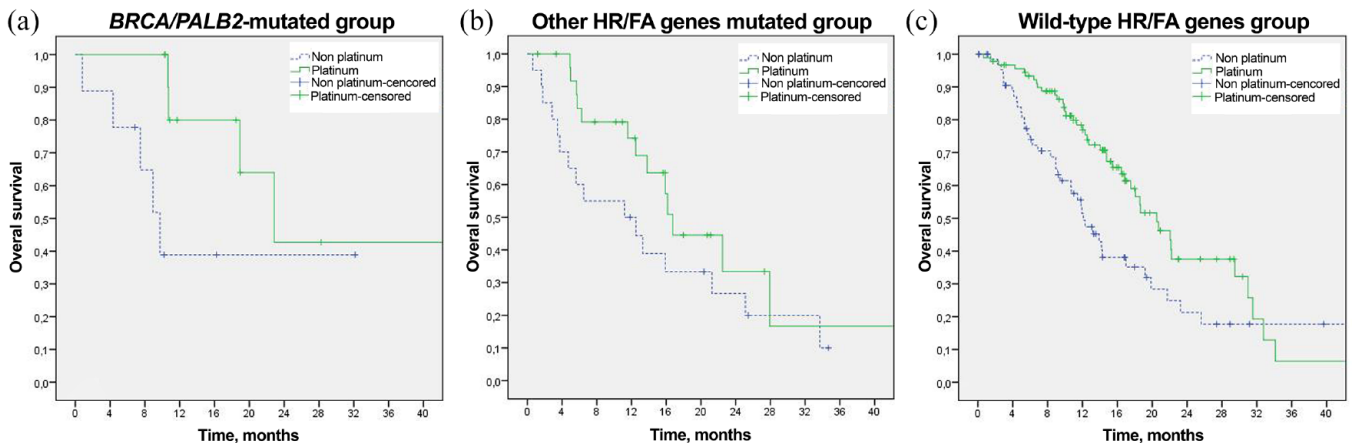 (a)
BRCA/PALB2-mutated group
Non platinum
Platinum
Non platinum-cencored
Platinum-censored
1,0
0,9
0,8
0,7
0,6
0,5
0,4
0,3
0,2
0,1
0,0
Overal survival
0 4 8 12 16 20 24 28 32 36 40
Time, months
(b)
Other HR/FA genes mutated group
Non platinum
Platinum
Non platinum-cencored
Platinum-censored
1,0
0,9
0,8
0,7
0,6
0,5
0,4
0,3
0,2
0,1
0,0
Overal survival
0 4 8 12 16 20 24 28 32 36 40
Time, months
(c)
Wild-type HR/FA genes group
Non platinum
Platinum
Non platinum-cencored
Platinum-censored
1,0
0,9
0,8
0,7
0,6
0,5
0,4
0,3
0,2
0,1
0,0
Overal survival
0 4 8 12 16 20 24 28 32 36 40
Time, months